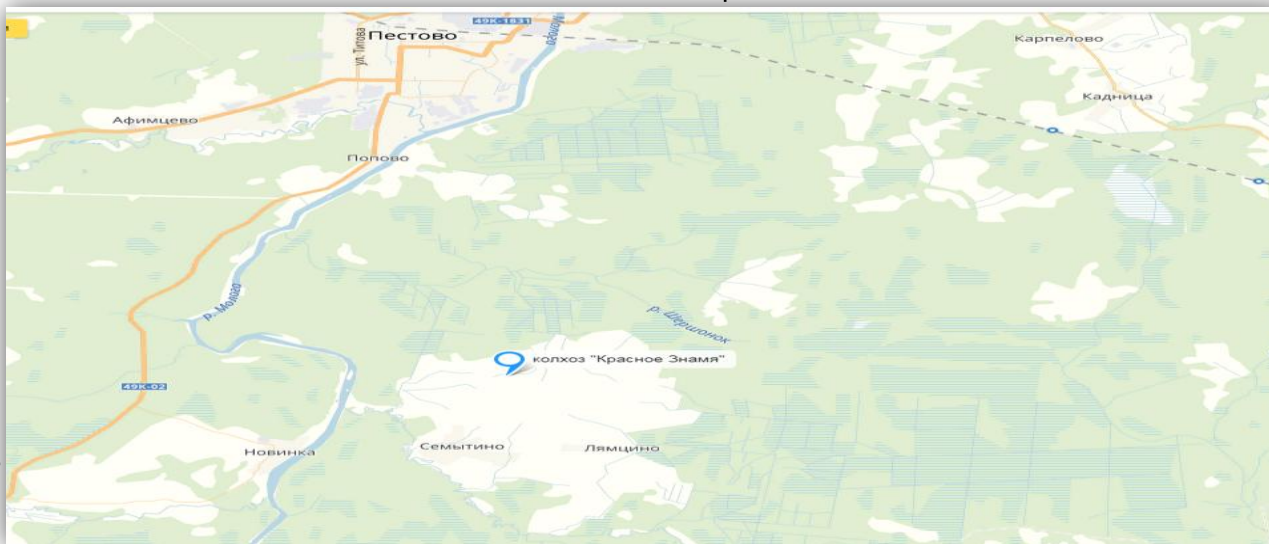 49К-1831
Пестово
Молога
ул. Титова
Карпелово
Кадница
Афимцево
Попово
р. Молога
р. Шершонок
колхоз "Красное Знамя"
49К-02
Новинка
Семытино
Лямцино